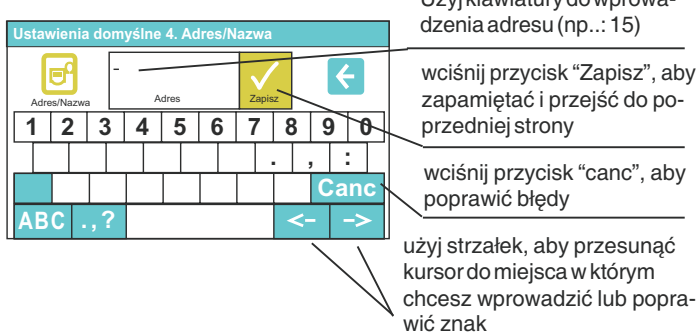 Użyj klawiatury do wprowa-
dzenia adresu (np..: 15)
Ustawienia domyślne 4. Adres/Nazwa
-
Adres/Nazwa
Adres
Zapisz
wciśnij przycisk “Zapisz”, aby
zapamiętać i przejść do po-
przedniej strony
1 2 3 4 5 6 7 8 9 0
. , :
Canc
ABC .,? <- ->
wciśnij przycisk “canc”, aby
poprawić błędy
użyj strzałek, aby przesunąć
kursor do miejsca w którym
chcesz wprowadzić lub popra-
wić znak